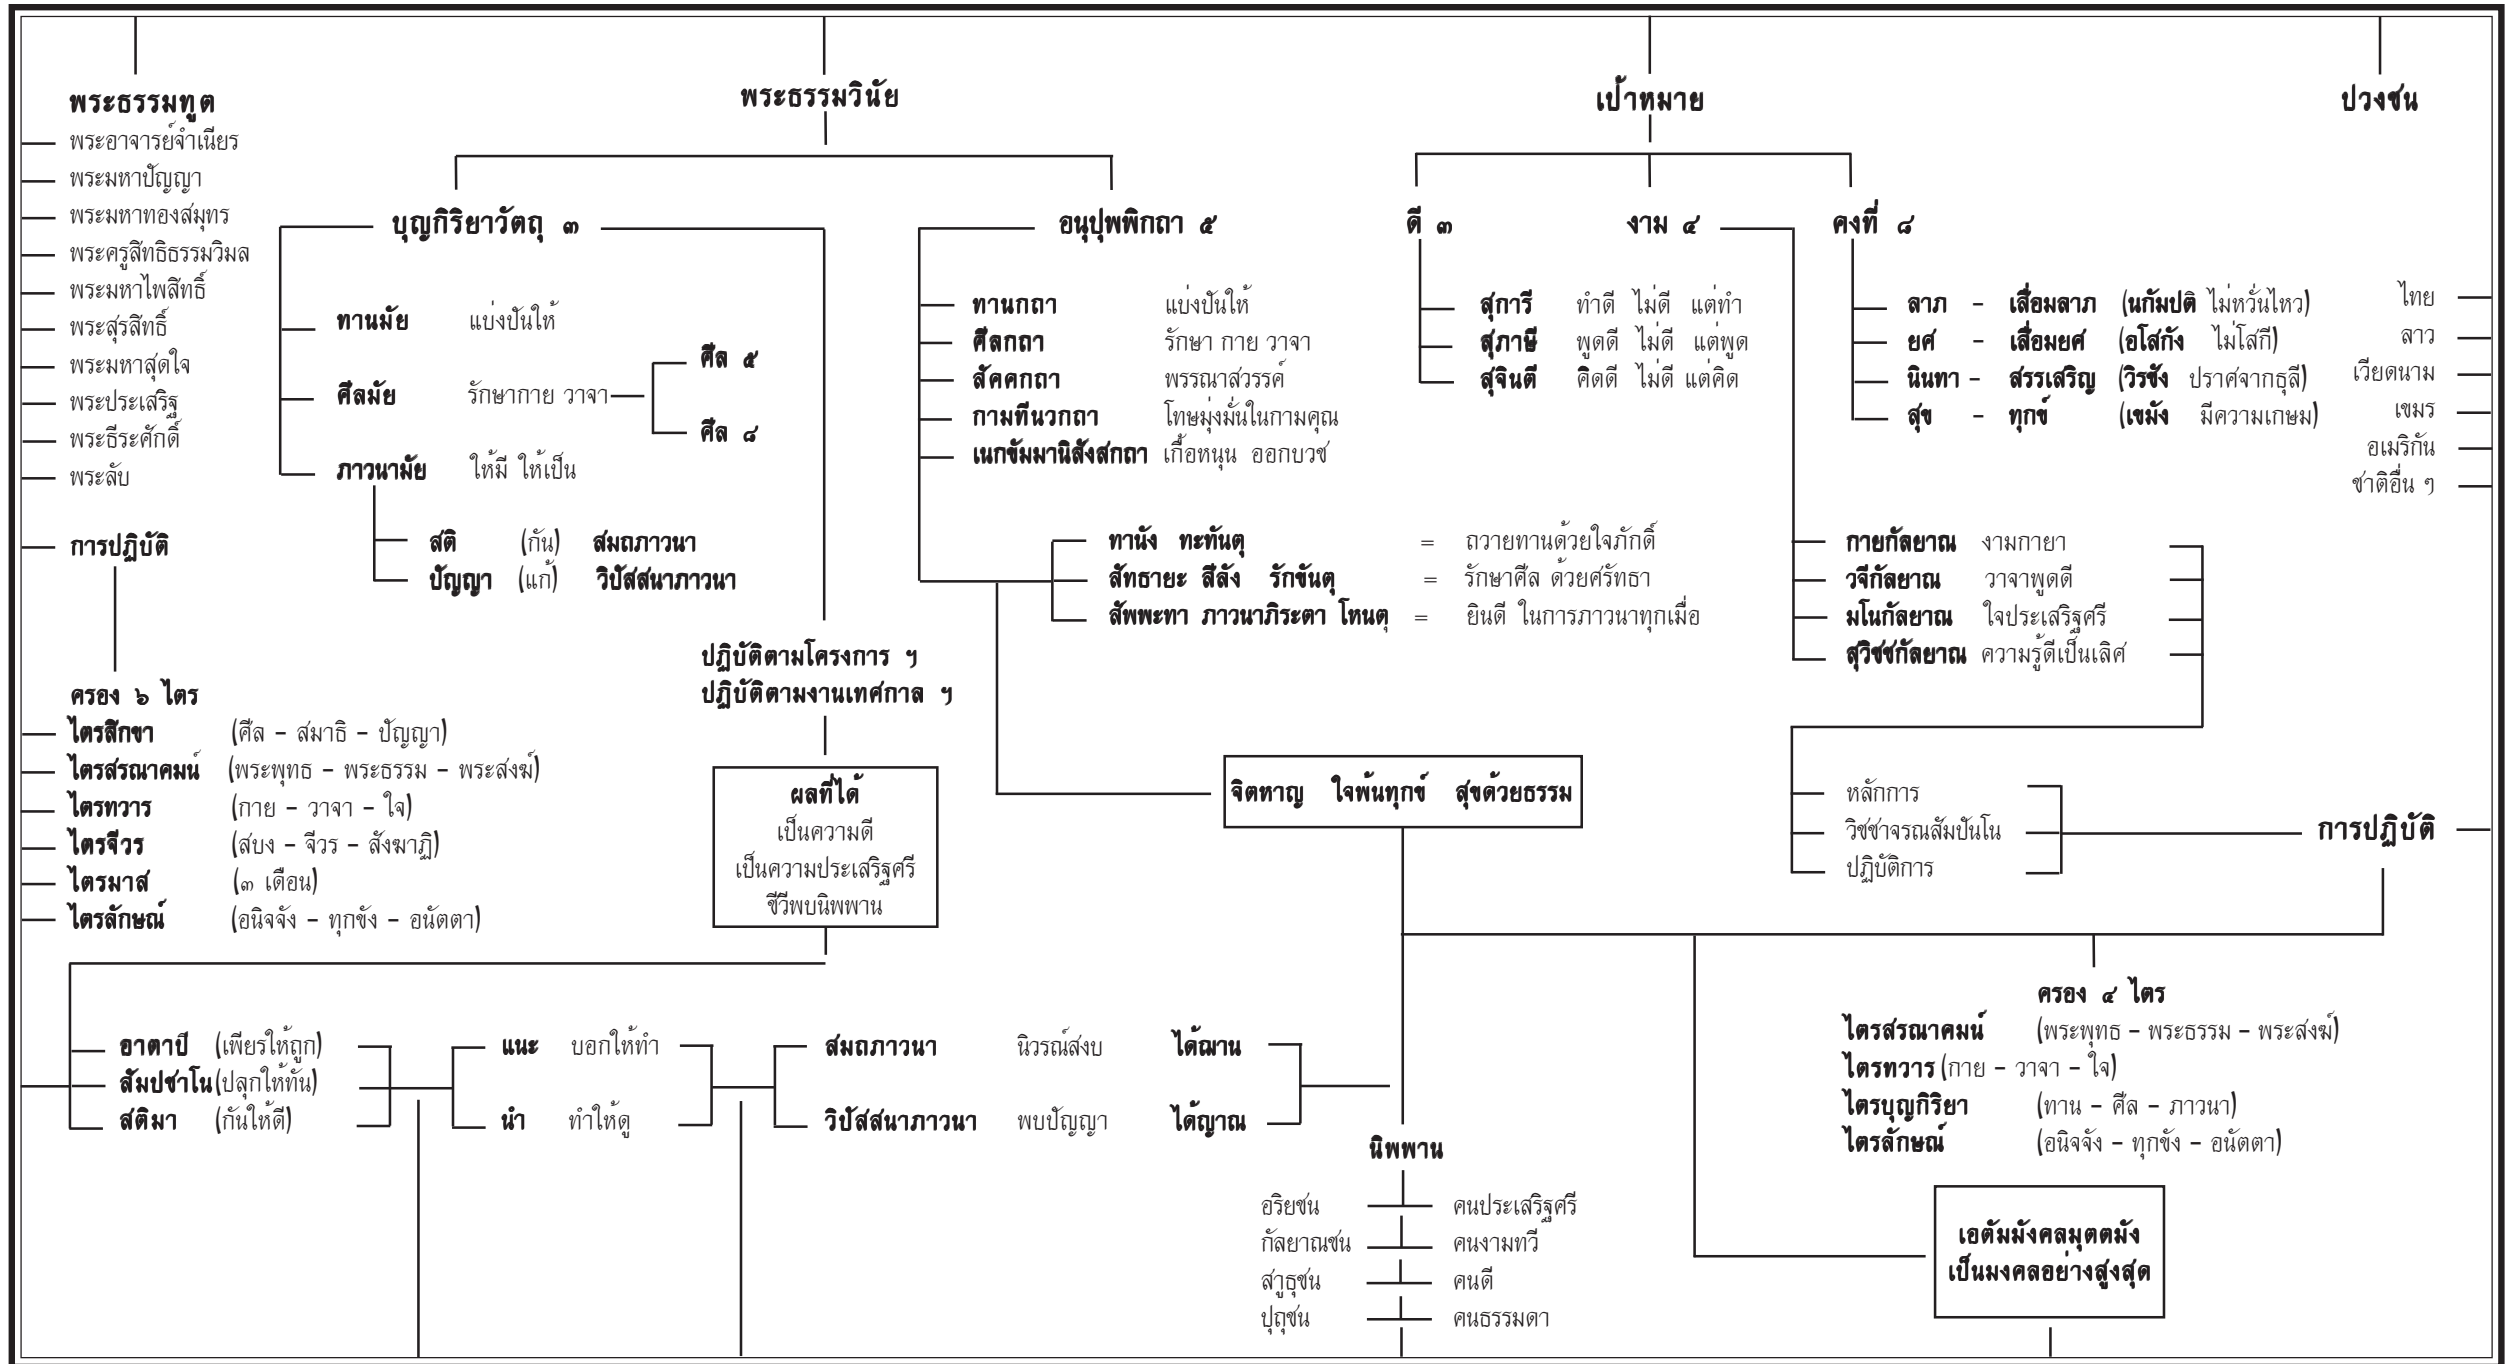 พระธรรมทูต
พระอาจารย์จำเนียร
พระมหาปัญญา
พระมหาทองสมุทร
พระครูสิทธิธรรมวิมล
พระมหาไพสิทธิ์
พระสุรสิทธิ์
พระมหาสุดใจ
พระประเสริฐ
พระธีระศักดิ์
พระลับ
การปฏิบัติ
ครอง ๖ ไตร
ไตรสิกขา (ศีล - สมาธิ - ปัญญา)
ไตรสรณาคมน์ (พระพุทธ - พระธรรม - พระสงฆ์)
ไตรทวาร (กาย - วาจา - ใจ)
ไตรจีวร (สบง - จีวร - สังฆาฏิ)
ไตรมาส (๓ เดือน)
ไตรลักษณ์ (อนิจจัง - ทุกขัง - อนัตตา)
พระธรรมวินัย
บุญกิริยาวัตถุ ๓
ทานมัย แบ่งปันให้
ศีลมัย รักษากาย วาจา
ศีล ๕
ศีล ๘
ภาวนามัย ให้มี ให้เป็น
สติ (กัน) สมถภาวนา
ปัญญา (แก้) วิปัสสนาภาวนา
ปฏิบัติตามโครงการ ฯ
ปฏิบัติตามงานเทศกาล ฯ
ผลที่ได้
เป็นความดี
เป็นความประเสริฐศรี
ชีวีพบนิพพาน
อนุปุพพิกถา ๕
ทานกถา แบ่งปันให้
ศีลกถา รักษา กาย วาจา
สัคคกถา พรรณาสวรรค์
กามทีนวกถา โทษมุ่งมั่นในกามคุณ
เนกขัมมานิสังสกถา เกื้อหนุน ออกบวช
ทานัง ทะทันตุ = ถวายทานด้วยใจภักดิ์
สัทธายะ สีลัง รักขันตุ = รักษาศีล ด้วยศรัทธา
สัพพะทา ภาวนาภิระตา โหนตุ = ยินดี ในการภาวนาทุกเมื่อ
จิตหาญ ใจพ้นทุกข์ สุขด้วยธรรม
เป้าหมาย
ดี ๓
สุการี ทำดี ไม่ดี แต่ทำ
สุภาษี พูดดี ไม่ดี แต่พูด
สุจินตี คิดดี ไม่ดี แต่คิด
งาม ๔
กายกัลยาณ งามกายา
วจีกัลยาณ วาจาพูดดี
มโนกัลยาณ ใจประเสริฐศรี
สุวิชชกัลยาณ ความรู้ดีเป็นเลิศ
คงที่ ๘
ลาภ - เสื่อมลาภ (นกัมปติ ไม่หวั่นไหว)
ยศ - เสื่อมยศ (อโสกัง ไม่โสกี)
นินทา - สรรเสริญ (วิรชัง ปราศจากธุลี)
สุข - ทุกข์ (เขมัง มีความเกษม)
ปวงชน
ไทย
ลาว
เวียดนาม
เขมร
อเมริกัน
ชาติอื่น ๆ
หลักการ
วิชชาจรณสัมปันโน
ปฏิบัติการ
การปฏิบัติ
ครอง ๔ ไตร
ไตรสรณาคมน์ (พระพุทธ - พระธรรม - พระสงฆ์)
ไตรทวาร (กาย - วาจา - ใจ)
ไตรบุญกิริยา (ทาน - ศีล - ภาวนา)
ไตรลักษณ์ (อนิจจัง - ทุกขัง - อนัตตา)
เอตัมมังคลมุตตมัง
เป็นมงคลอย่างสูงสุด
อาตาปี (เพียรให้ถูก)
สัมปชาโน (ปลุกให้ทัน)
สติมา (กันให้ดี)
แนะ บอกให้ทำ
นำ ทำให้ดู
สมถภาวนา นิวรณ์สงบ ได้ฌาน
วิปัสสนาภาวนา พบปัญญา ได้ญาณ
นิพพาน
อริยชน คนประเสริฐศรี
กัลยาณชน คนงามทวี
สาธุชน คนดี
ปุถุชน คนธรรมดา